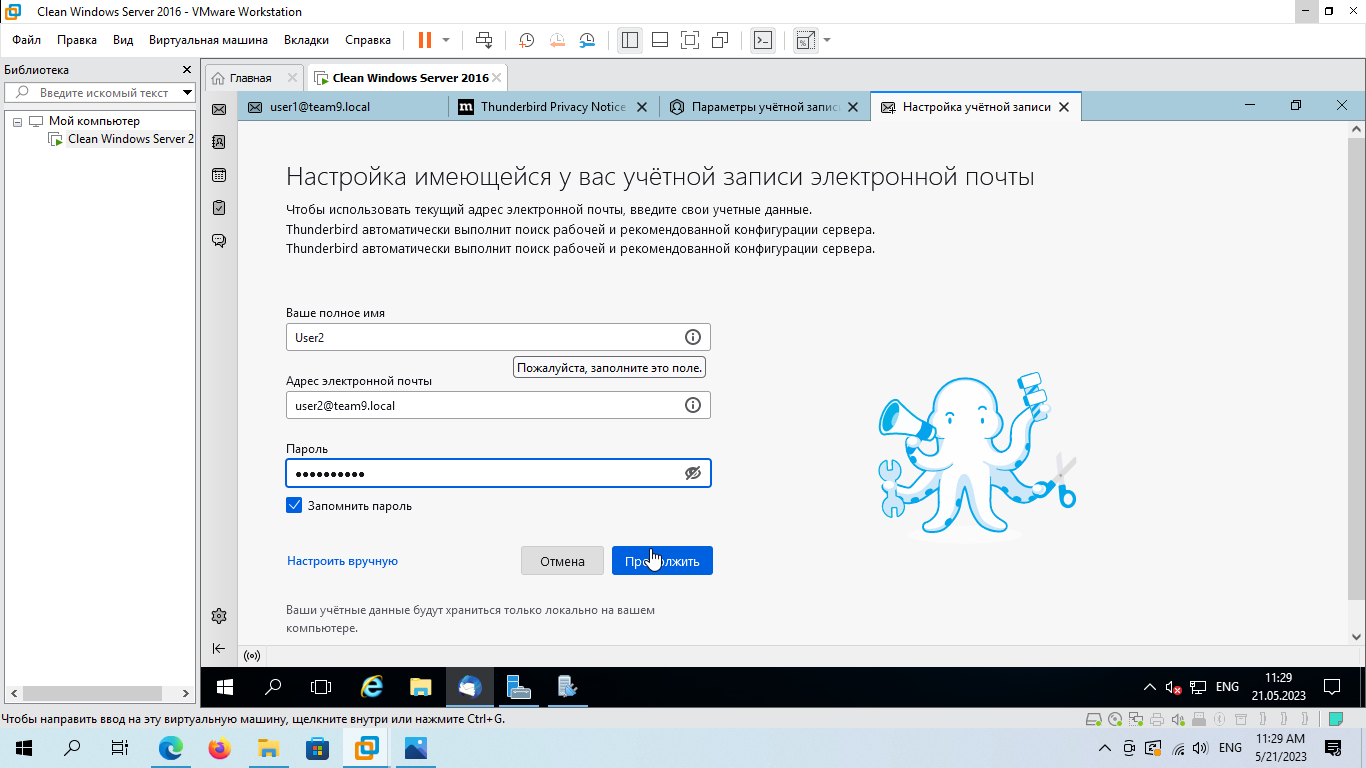 Clean Windows Server 2016 - VMware Workstation
Файл Правка Вид Виртуальная машина Вкладки Справка
Библиотека
Введите искомый текст
Мой компьютер
Clean Windows Server 2
Главная
Clean Windows Server 2016
user1@team9.local
Thunderbird Privacy Notice
Параметры учётной запис
Настройка учётной записи
Настройка имеющейся у вас учётной записи электронной почты
Чтобы использовать текущий адрес электронной почты, введите свои учетные данные.
Thunderbird автоматически выполнит поиск рабочей и рекомендованной конфигурации сервера.
Thunderbird автоматически выполнит поиск рабочей и рекомендованной конфигурации сервера.
Ваше полное имя
User2
Пожалуйста, заполните это поле.
Адрес электронной почты
user2@team9.local
Пароль
••••••••••
Запомнить пароль
Настроить вручную
Отмена
Продолжить
Ваши учётные данные будут храниться только локально на вашем
компьютере.
ENG
11:29
21.05.2023
Чтобы направить ввод на эту виртуальную машину, щелкните внутри или нажмите Ctrl+G.
ENG
11:29 AM
5/21/2023